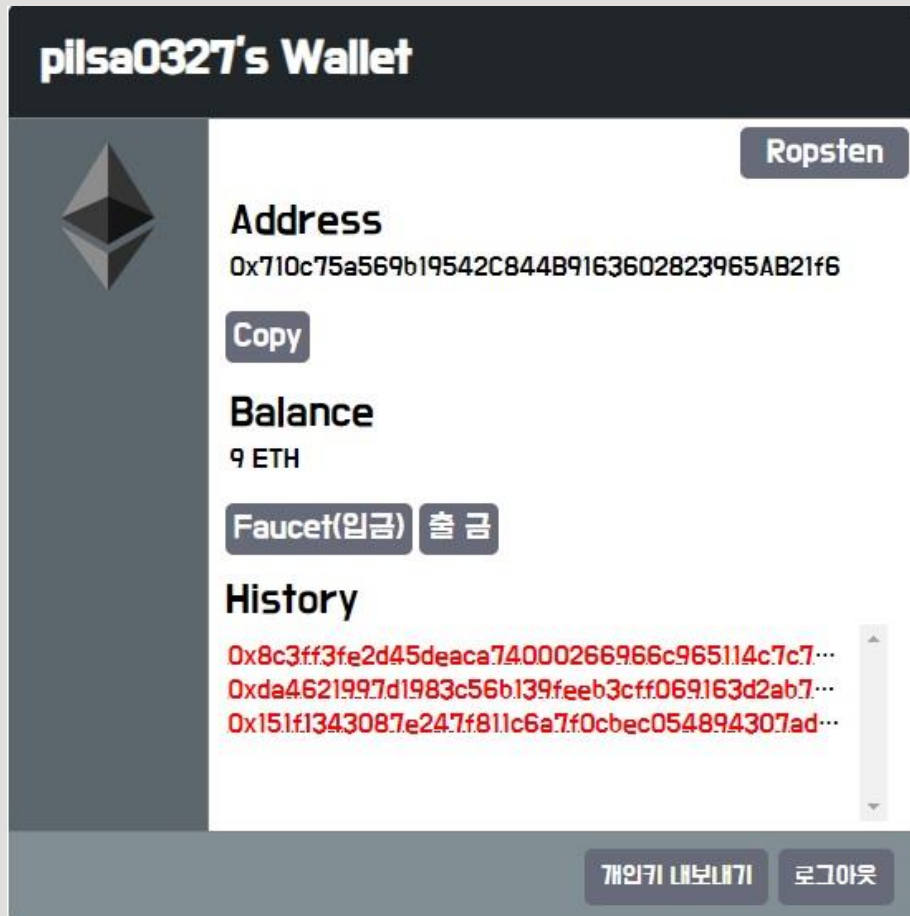 pilsa0327's Wallet
Ropsten
Address
0x710c75a569b19542C844B9163602823965AB21f6
Copy
Balance
9 ETH
Faucet(입금) 출 금
History
0x8c3ff3fe2d45deaca74000266966c965114c7c7…
0xda4621997d1983c56b139feeb3cff069163d2ab7…
0x151f1343087e247f811c6a7f0cbec054894307ad…
개인키 내보내기 로그아웃